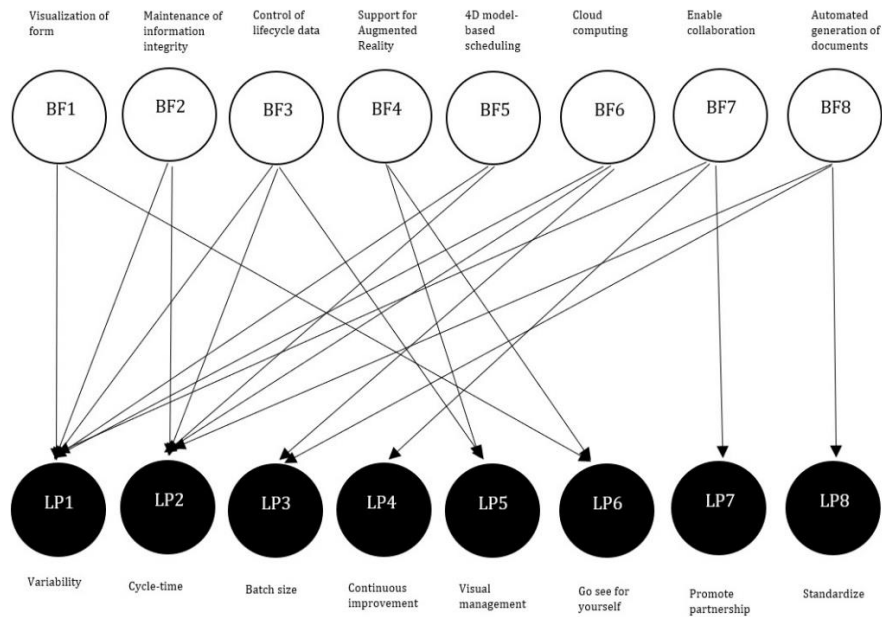 Visualization of
form
Maintenance of
information
integrity
Control of
lifecycle data
Support for
Augmented
Reality
4D model-
based
scheduling
Cloud
computing
Enable
collaboration
Automated
generation of
documents
BF1
BF2
BF3
BF4
BF5
BF6
BF7
BF8
LP1
LP2
LP3
LP4
LP5
LP6
LP7
LP8
Variability
Cycle-time
Batch size
Continuous
improvement
Visual
management
Go see for
yourself
Promote
partnership
Standardize